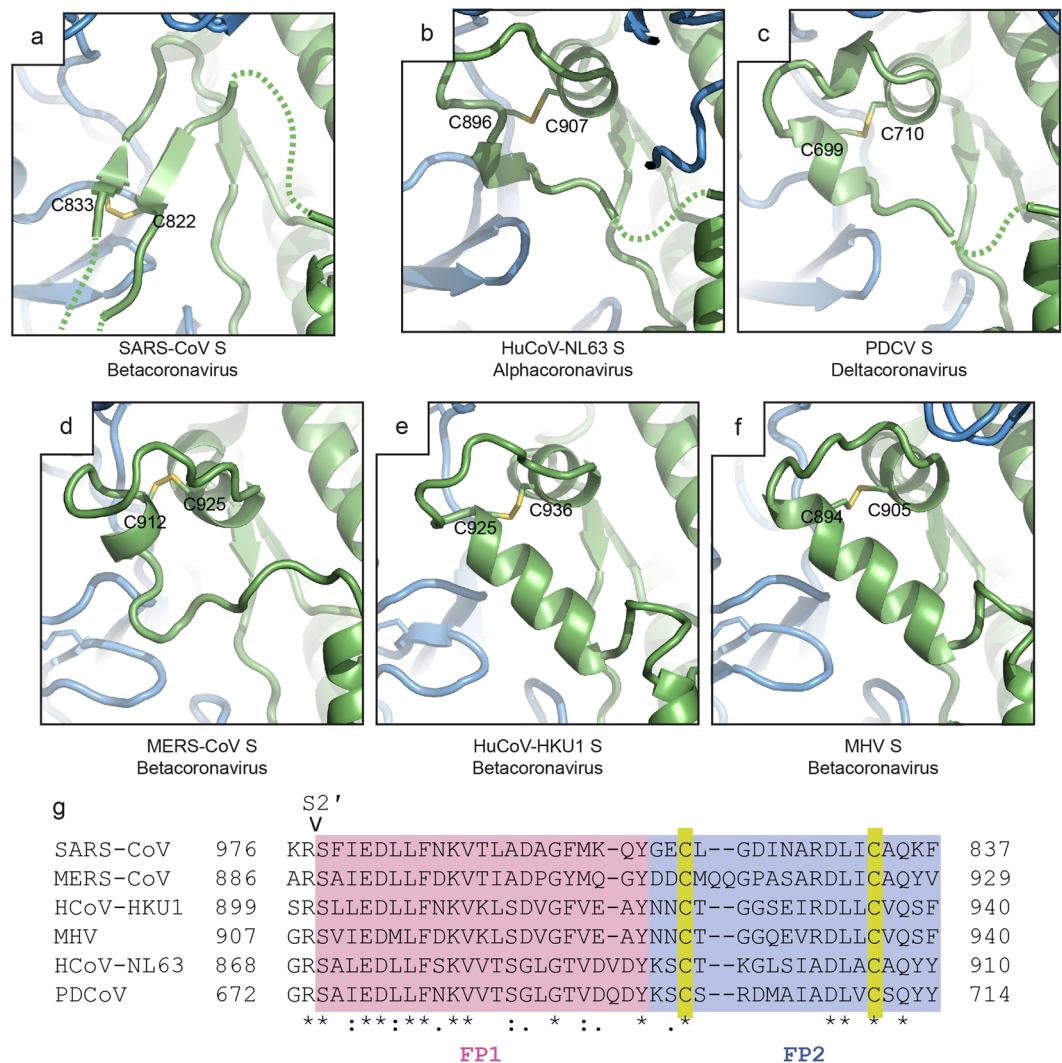 a
C833
C822
SARS-CoV S
Betacoronavirus
b
C896
C907
HuCoV-NL63 S
Alphacoronavirus
c
C699
C710
PDCV S
Deltacoronavirus
d
C912
C925
MERS-CoV S
Betacoronavirus
e
C925
C936
HuCoV-HKU1 S
Betacoronavirus
f
C894
C905
MHV S
Betacoronavirus
g
S2'
V
SARS-CoV 976 KRSFIEDLLFNKVTLADAGFMK-QYGECL--GDINARDLICAQKF 837
MERS-CoV 886 ARSAIEDLLFDKVTIADPGYMQ-GYDDCMQQGPASARDLICAQYV 929
HCoV-HKU1 899 SRSLLEDLLFNKVKLSDVGFVE-AYNNCT--GGSEIRDLLCVQSF 940
MHV 907 GRSVIEDMLFDKVKLSDVGFVE-AYNNCT--GGQEVRDLLCVQSF 940
HCoV-NL63 868 GRSALEDLLFSKVVTSGLGTVDVDYKSCT--KGLSIADLACAQYY 910
PDCoV 672 GRSAIEDLLFNKVVTSGLGTVDQDYKSCS--RDMAIADLVCSQYY 714
** :**:**.** :. * :. * .* ** * *
FP1 FP2